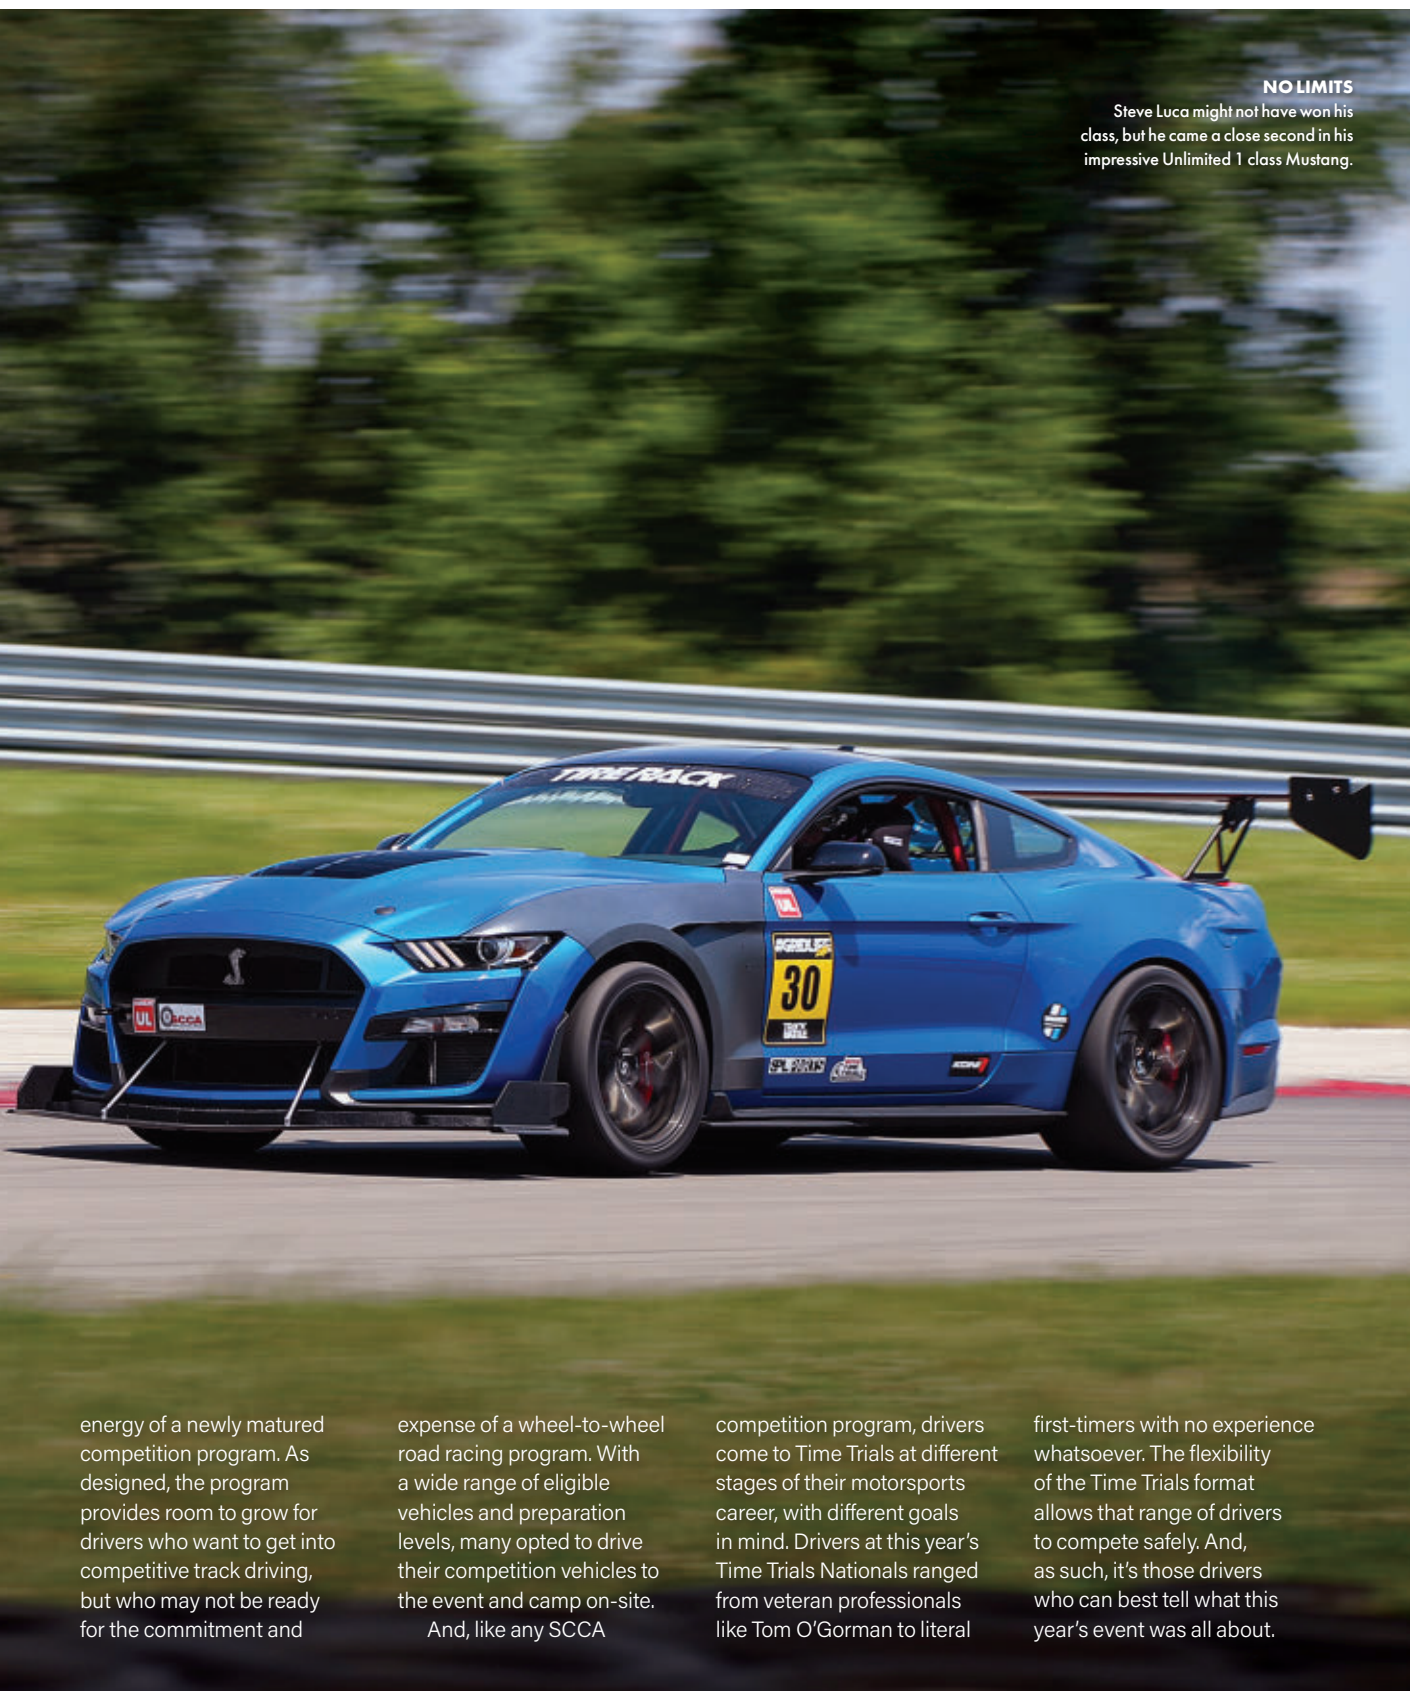 NO LIMITS
Steve Luca might not have won his
class, but he came a close second in his
impressive Unlimited 1 class Mustang.
TIRE RACK
UL
#GRIDLIFE
30
TRACK
BATTLE
UL
SCCA
SPL PARTS
KONI
energy of a newly matured
competition program. As
designed, the program
provides room to grow for
drivers who want to get into
competitive track driving,
but who may not be ready
for the commitment and
expense of a wheel-to-wheel
road racing program. With
a wide range of eligible
vehicles and preparation
levels, many opted to drive
their competition vehicles to
the event and camp on-site.
And, like any SCCA
competition program, drivers
come to Time Trials at different
stages of their motorsports
career, with different goals
in mind. Drivers at this year's
Time Trials Nationals ranged
from veteran professionals
like Tom O'Gorman to literal
first-timers with no experience
whatsoever. The flexibility
of the Time Trials format
allows that range of drivers
to compete safely. And,
as such, it's those drivers
who can best tell what this
year's event was all about.